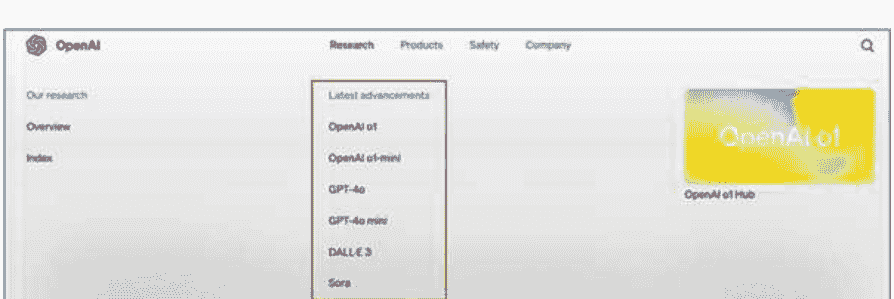 OpenAI
Research Products Safety Company
Our research
Overview
Index
Latest advancements
OpenAI o1
OpenAI o1-mini
GPT-4o
GPT-4o mini
DALL·E 3
Sora
OpenAI o1
OpenAI o1 Hub